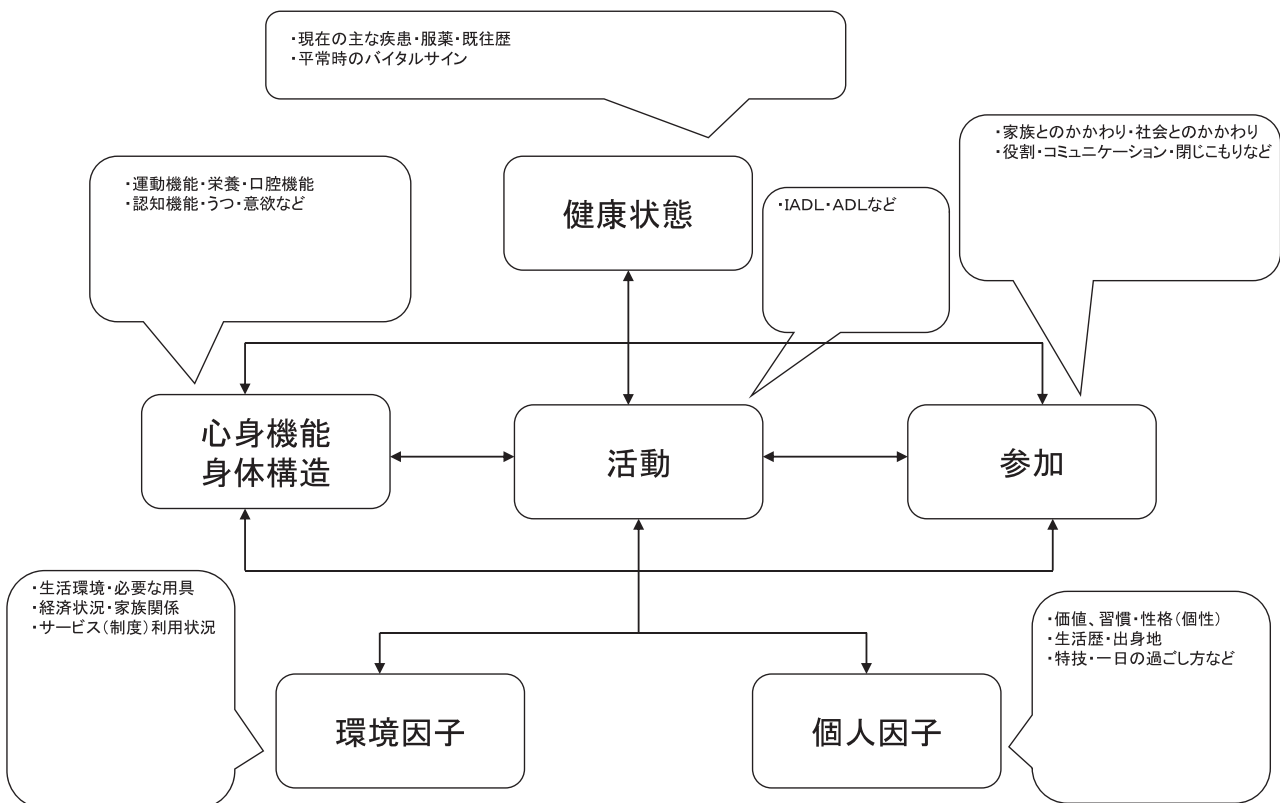 ・現在の主な疾患・服薬・既往歴
・平常時のバイタルサイン
・家族とのかかわり・社会とのかかわり
・役割・コミュニケーション・閉じこもりなど
・運動機能・栄養・口腔機能
・認知機能・うつ・意欲など
・IADL・ADLなど
健康状態
心身機能
身体構造
活動
参加
・生活環境・必要な用具
・経済状況・家族関係
・サービス(制度)利用状況
・価値、習慣・性格(個性)
・生活歴・出身地
・特技・一日の過ごし方など
環境因子
個人因子